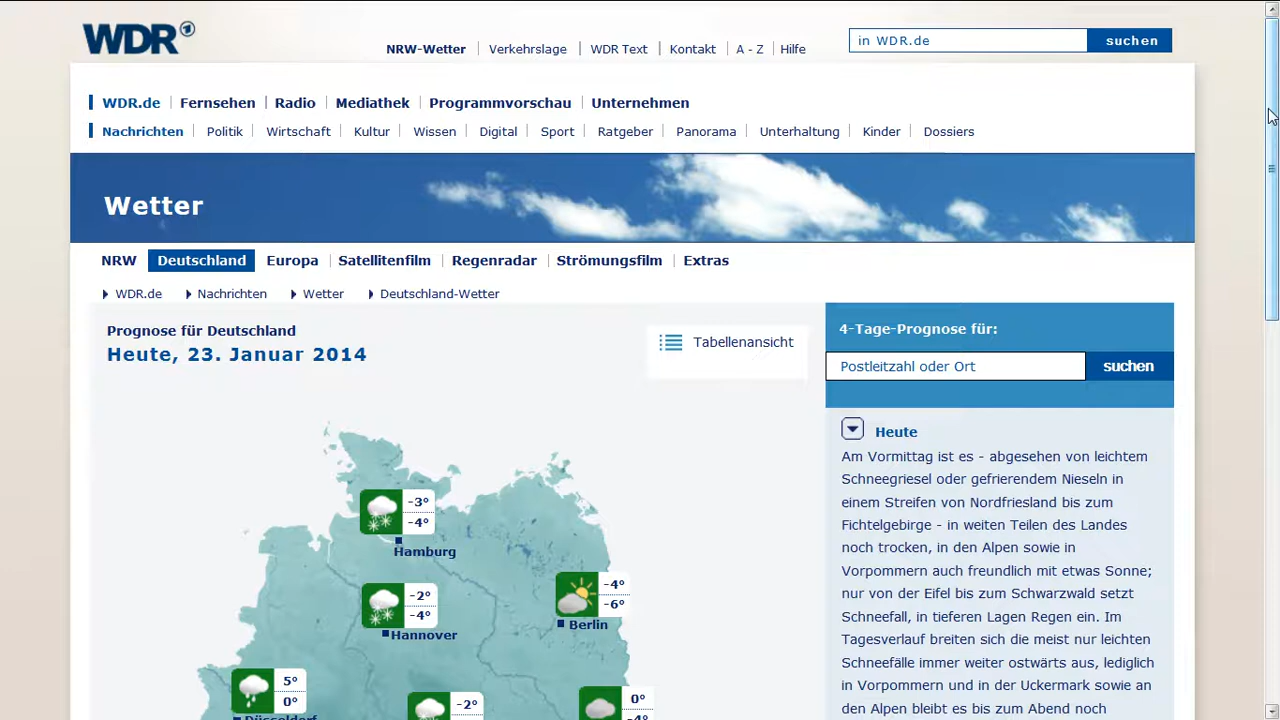 WDR
NRW-Wetter Verkehrslage WDR Text Kontakt A - Z Hilfe
in WDR.de suchen
WDR.de Fernsehen Radio Mediathek Programmvorschau Unternehmen
Nachrichten Politik Wirtschaft Kultur Wissen Digital Sport Ratgeber Panorama Unterhaltung Kinder Dossiers
Wetter
NRW Deutschland Europa Satellitenfilm Regenradar Strömungsfilm Extras
WDR.de Nachrichten Wetter Deutschland-Wetter
Prognose für Deutschland
Heute, 23. Januar 2014
Tabellenansicht
-3°
-4°
Hamburg
-2°
-4°
Hannover
-4°
-6°
Berlin
5°
0°
Düsseldorf
-2°
0°
-4°
4-Tage-Prognose für:
Postleitzahl oder Ort suchen
Heute
Am Vormittag ist es - abgesehen von leichtem
Schneegriesel oder gefrierendem Nieseln in
einem Streifen von Nordfriesland bis zum
Fichtelgebirge - in weiten Teilen des Landes
noch trocken, in den Alpen sowie in
Vorpommern auch freundlich mit etwas Sonne;
nur von der Eifel bis zum Schwarzwald setzt
Schneefall, in tieferen Lagen Regen ein. Im
Tagesverlauf breiten sich die meist nur leichten
Schneefälle immer weiter ostwärts aus, lediglich
in Vorpommern und in der Uckermark sowie an
den Alpen bleibt es bis zum Abend noch